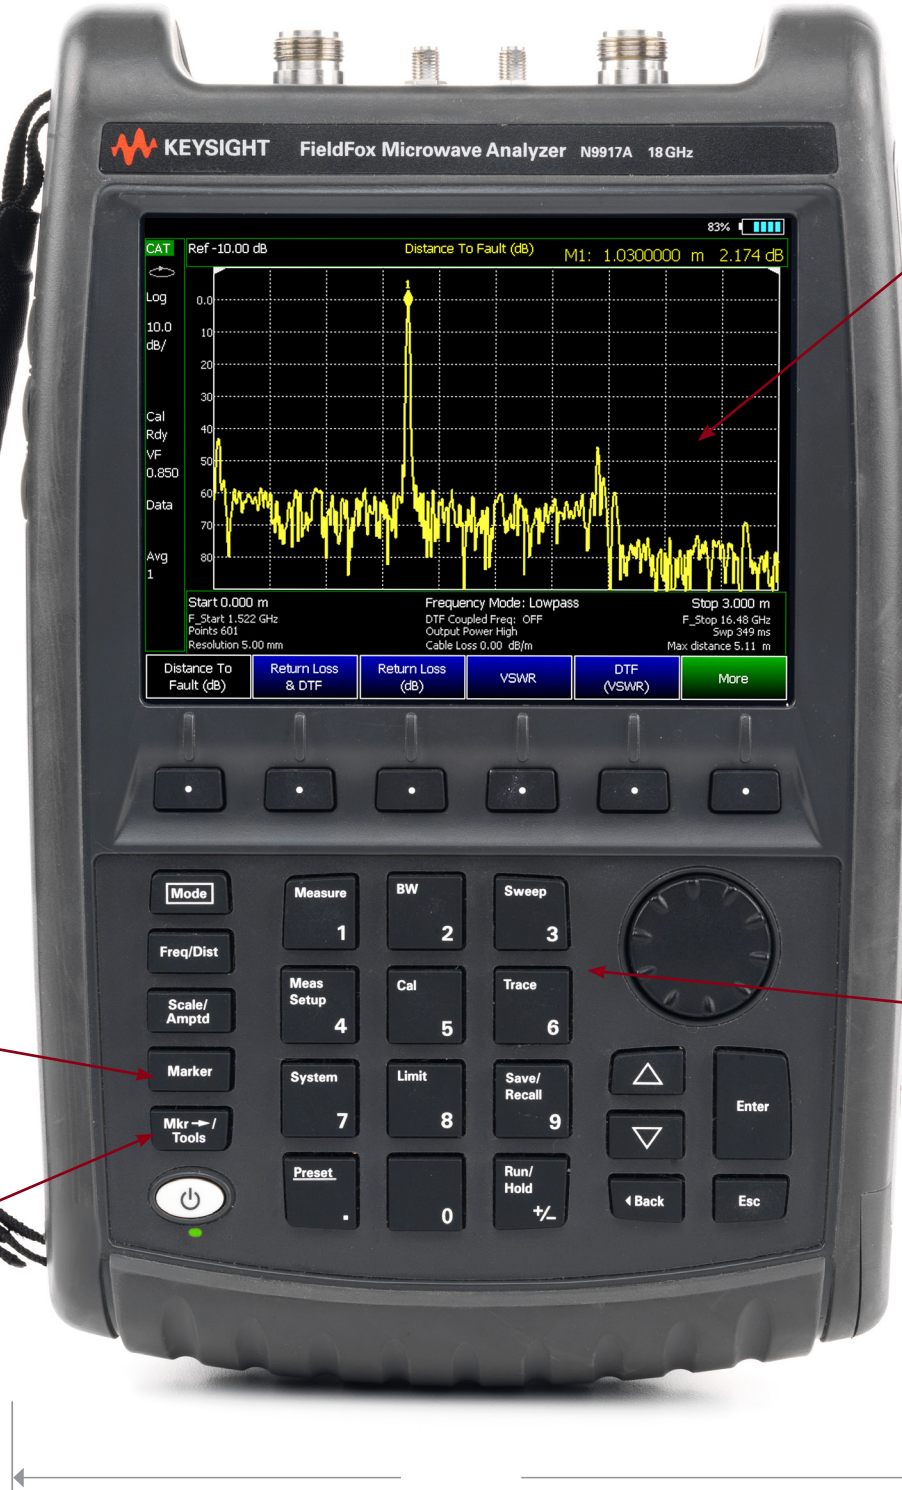 KEYSIGHT FieldFox Microwave Analyzer N9917A 18 GHz
83%
CAT Ref -10.00 dB Distance To Fault (dB) M1: 1.0300000 m 2.174 dB
1
Log
10.0
dB/
Cal
Rdy
VF
0.850
Data
Avg
1
0.0
10
20
30
40
50
60
70
80
Start 0.000 m Frequency Mode: Lowpass Stop 3.000 m
F_Start 1.522 GHz DTF Coupled Freq: OFF F_Stop 16.48 GHz
Points 601 Output Power High Swp 349 ms
Resolution 5.00 mm Cable Loss 0.00 dB/m Max distance 5.11 m
Distance To Fault (dB)
Return Loss & DTF
Return Loss (dB)
VSWR
DTF (VSWR)
More
Mode
Measure 1
BW 2
Sweep 3
Freq/Dist
Scale/
Amptd
Meas
Setup 4
Cal 5
Trace 6
Marker
System 7
Limit 8
Save/
Recall 9
Enter
Mkr→/
Tools
Preset .
0
Run/
Hold +/−
Back
Esc